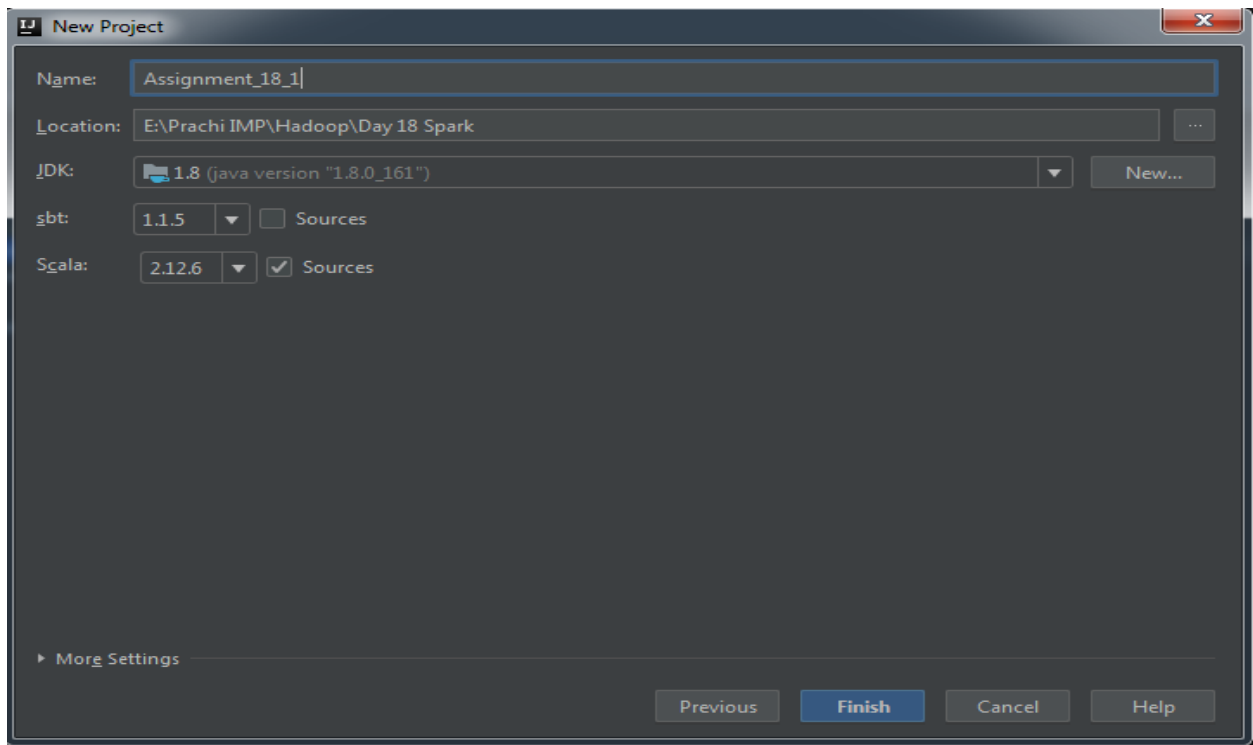 IJ New Project
Name: Assignment_18_1
Location: E:\Prachi IMP\Hadoop\Day 18 Spark ...
JDK: 1.8 (java version "1.8.0_161") New...
sbt: 1.1.5 Sources
Scala: 2.12.6 Sources
More Settings
Previous Finish Cancel Help